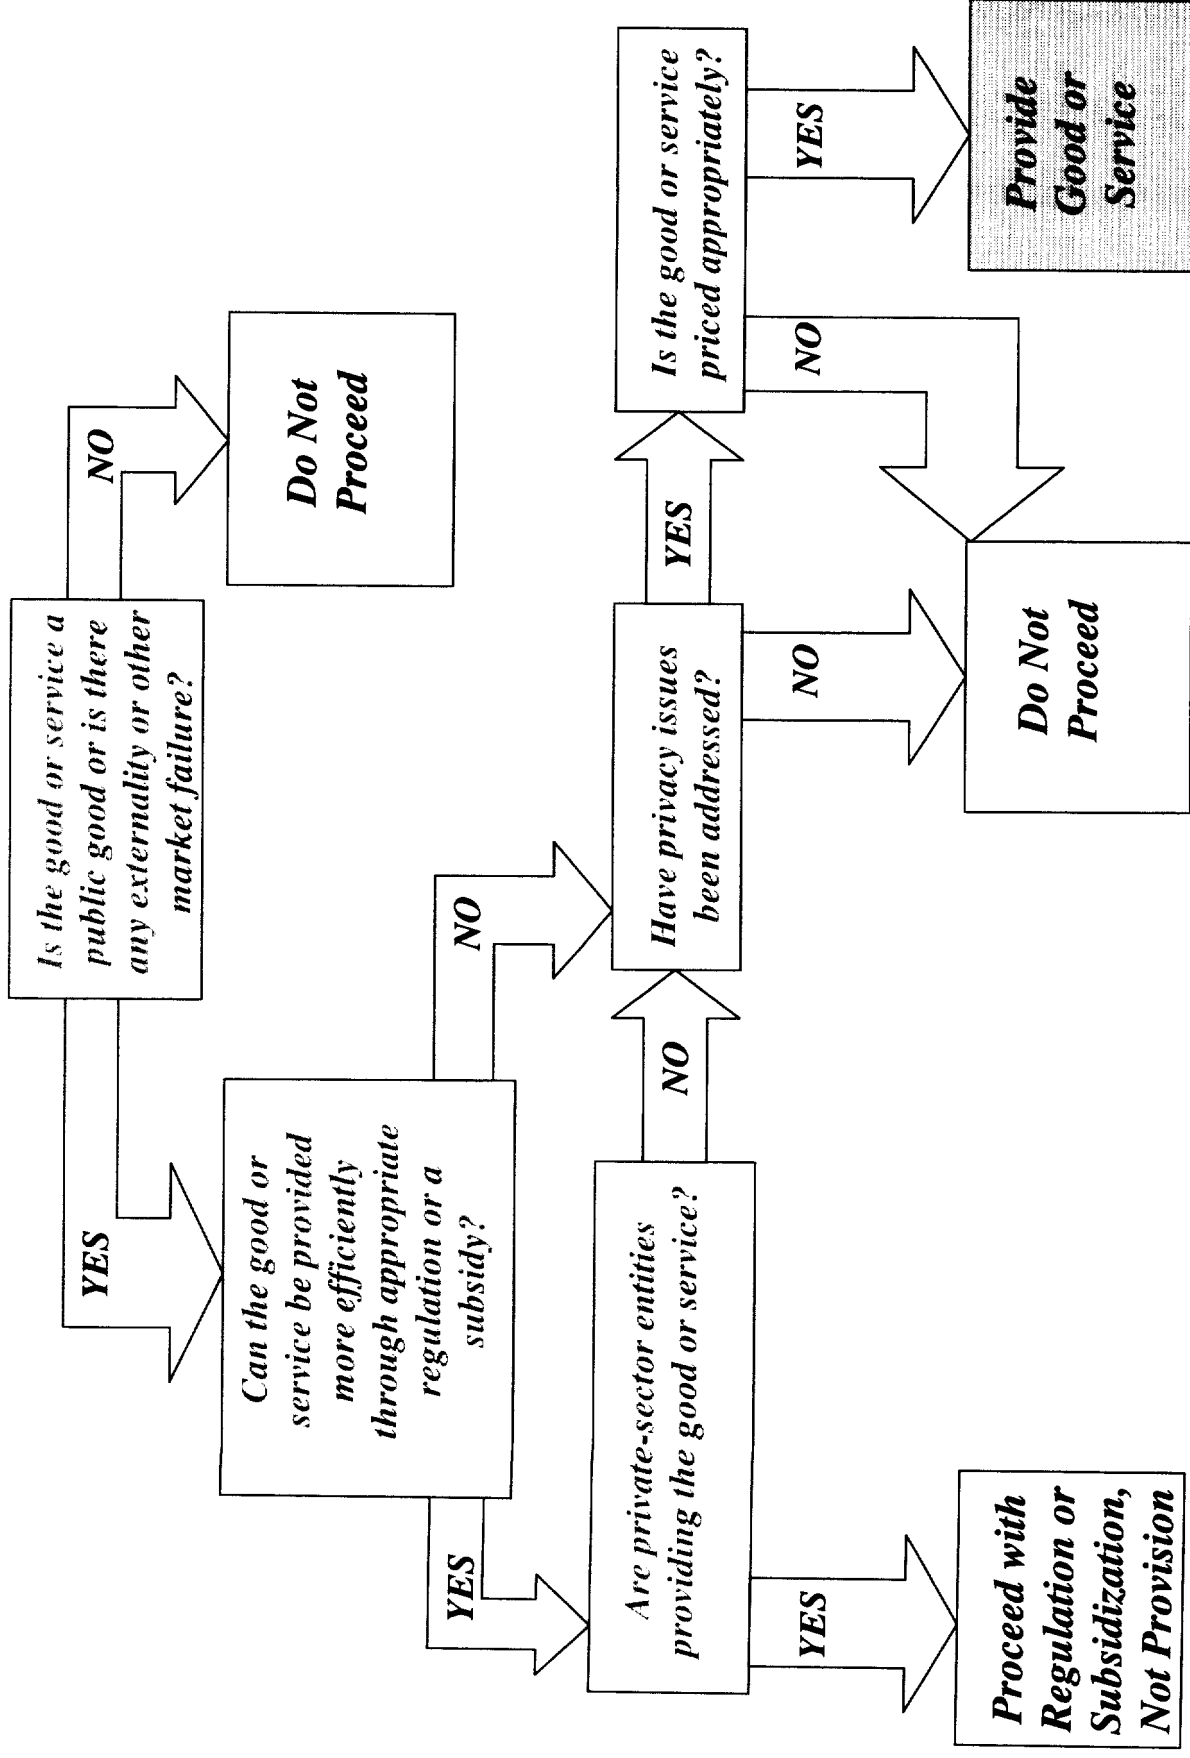 Is the good or service a
public good or is there
any externality or other
market failure?
YES
NO
Do Not
Proceed
Can the good or
service be provided
more efficiently
through appropriate
regulation or a
subsidy?
YES
NO
Are private-sector entities
providing the good or service?
NO
Have privacy issues
been addressed?
YES
Is the good or service
priced appropriately?
YES
NO
NO
YES
Proceed with
Regulation or
Subsidization,
Not Provision
Do Not
Proceed
Provide
Good or
Service